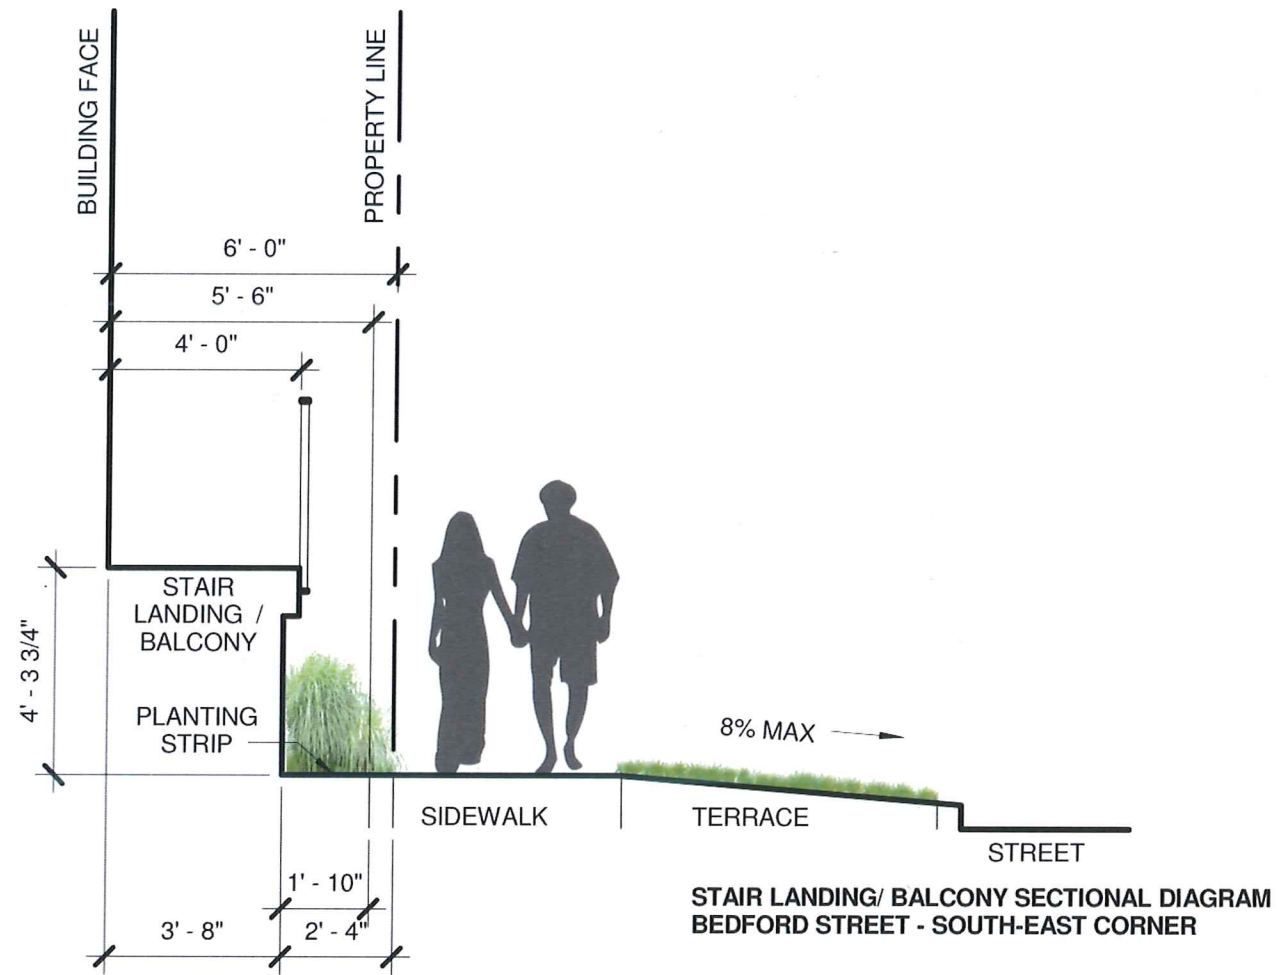 BUILDING FACE
PROPERTY LINE
6' - 0"
5' - 6"
4' - 0"
STAIR
LANDING /
BALCONY
4' - 3 3/4"
PLANTING
STRIP
8% MAX
SIDEWALK
TERRACE
STREET
1' - 10"
3' - 8"
2' - 4"
STAIR LANDING/ BALCONY SECTIONAL DIAGRAM
BEDFORD STREET - SOUTH-EAST CORNER